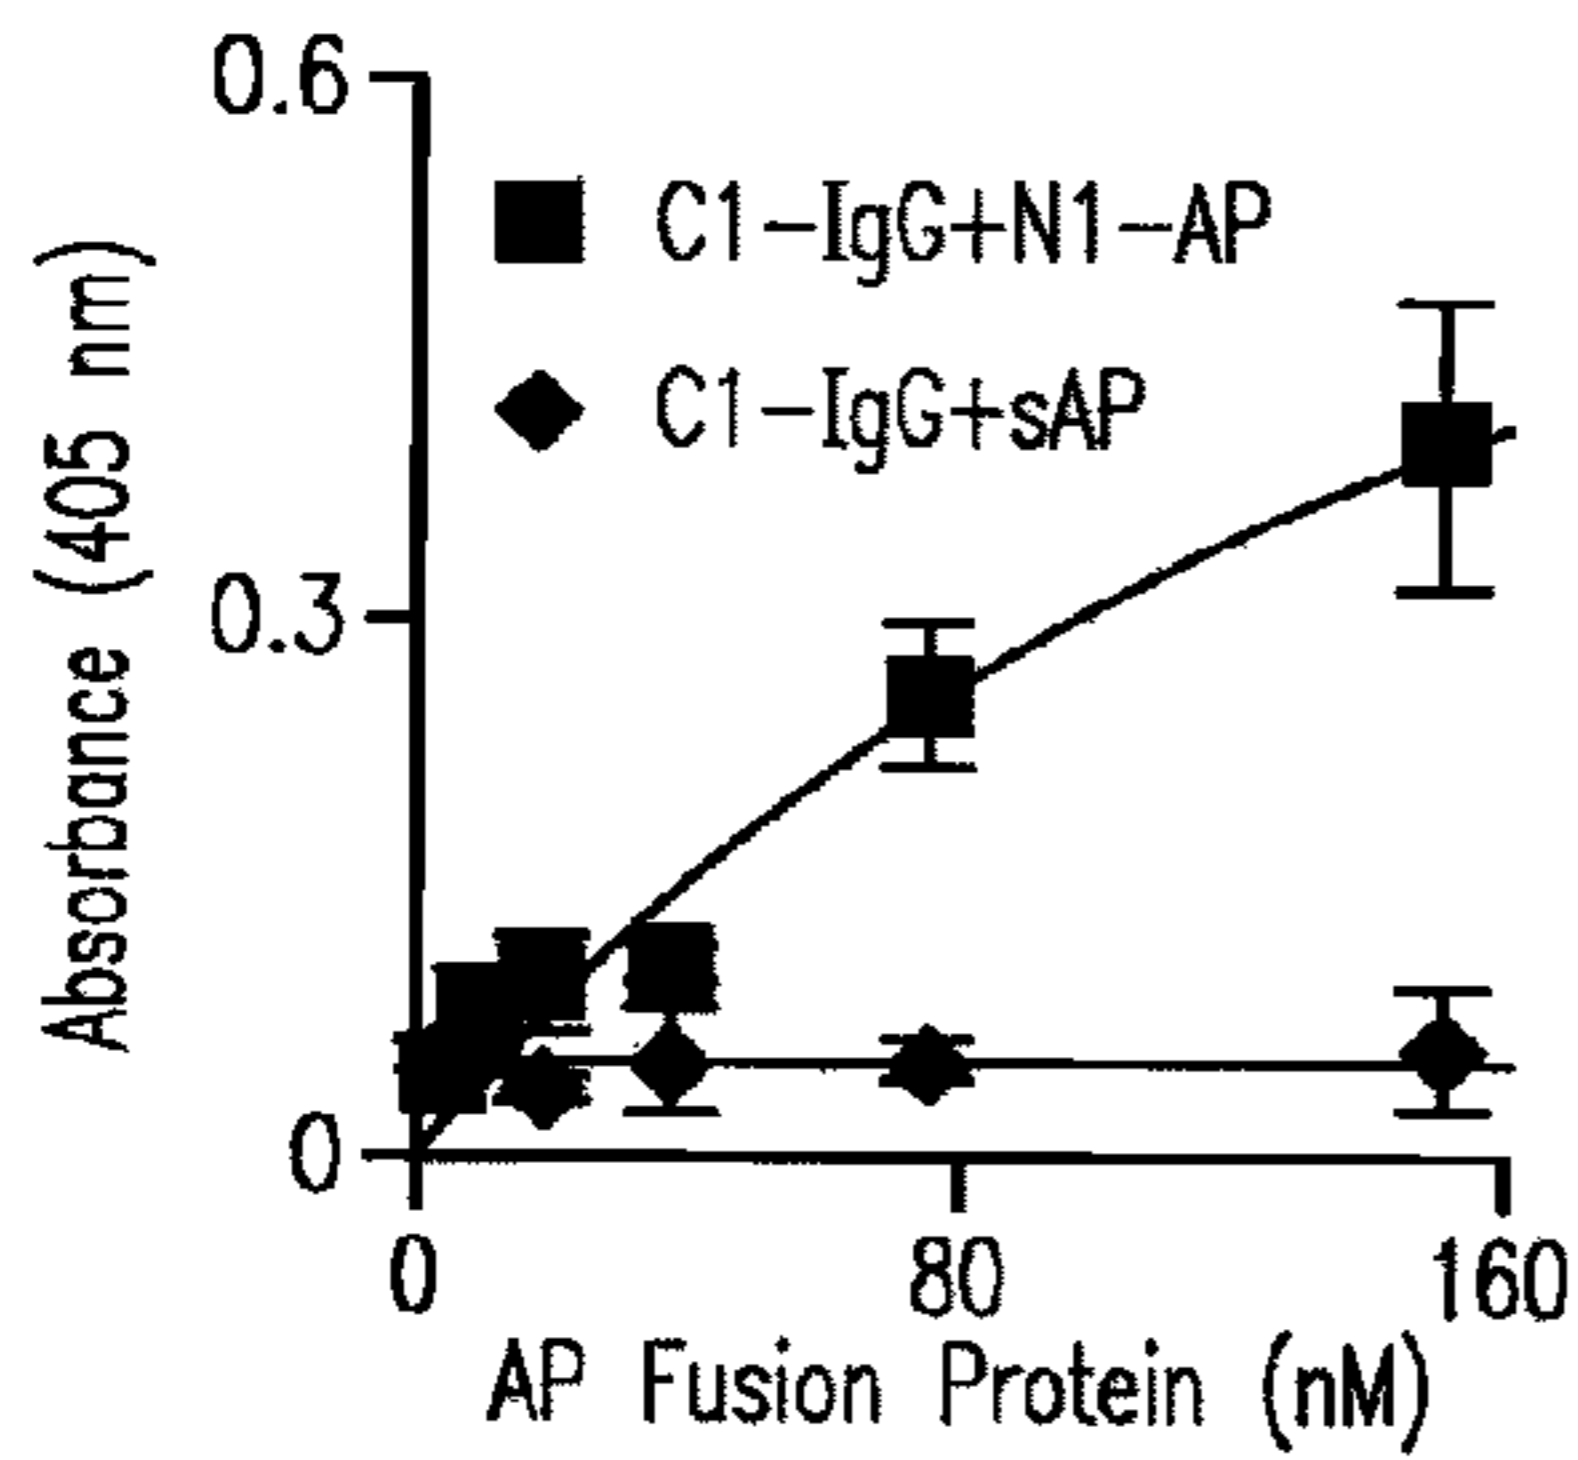 0.6
C1-IgG+N1-AP
C1-IgG+sAP
Absorbance (405 nm)
0.3
0
0 80 160
AP Fusion Protein (nM)